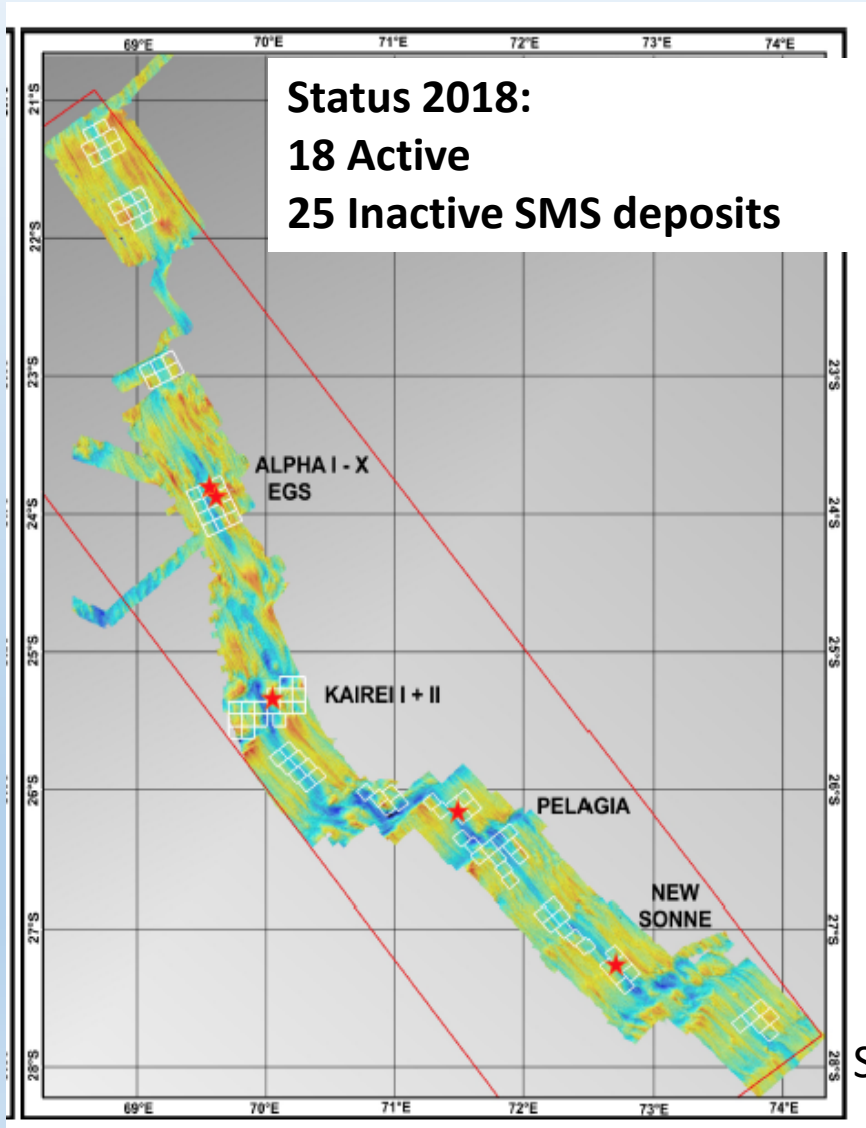 69°E 70°E 71°E 72°E 73°E 74°E
Status 2018:
18 Active
25 Inactive SMS deposits
21°S
22°S
23°S 23°S
ALPHA I - X
EGS
24°S 24°S
25°S 25°S
KAIREI I + II
26°S 26°S
PELAGIA
NEW
SONNE
27°S 27°S
28°S 28°S
S
69°E 70°E 71°E 72°E 73°E 74°E